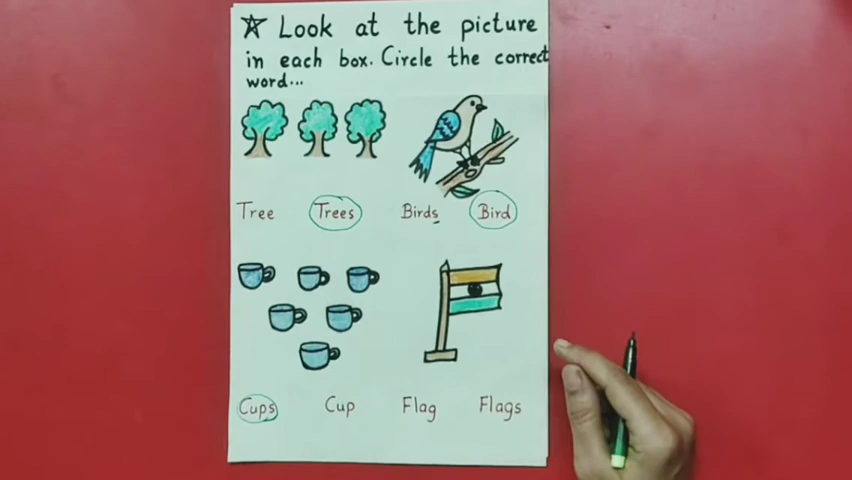 Look at the picture
in each box. Circle the correct
word...
Tree Trees Birds Bird
Cups Cup Flag Flags